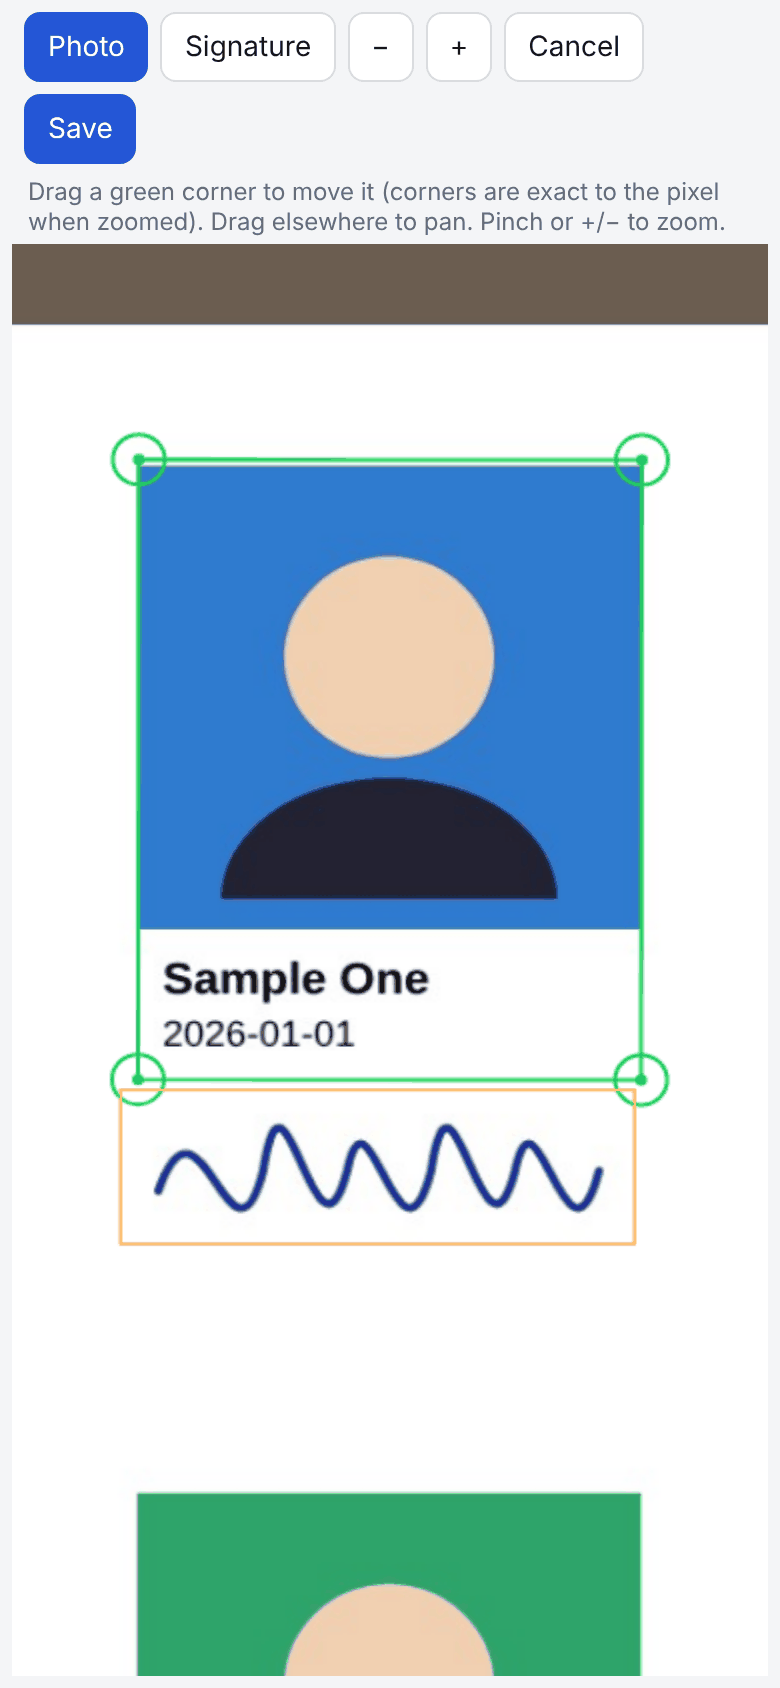 Photo Signature − + Cancel
Save
Drag a green corner to move it (corners are exact to the pixel
when zoomed). Drag elsewhere to pan. Pinch or +/− to zoom.
Sample One
2026-01-01